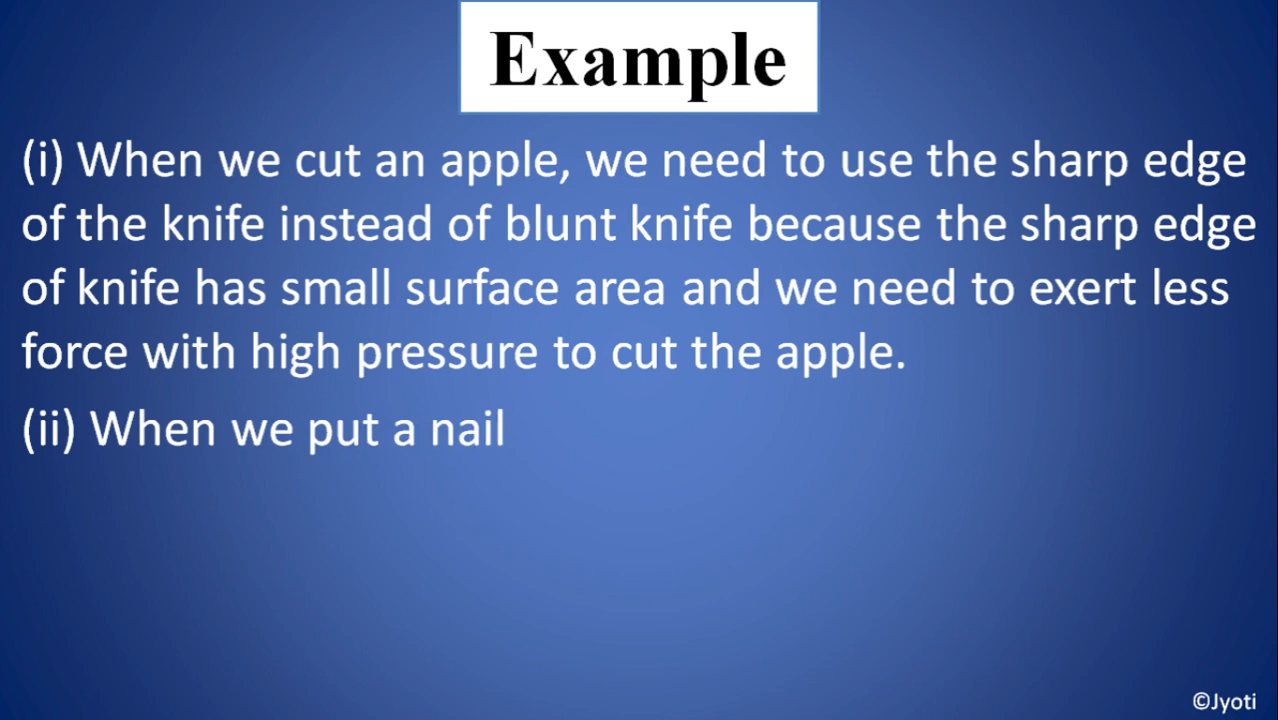 Example
(i) When we cut an apple, we need to use the sharp edge
of the knife instead of blunt knife because the sharp edge
of knife has small surface area and we need to exert less
force with high pressure to cut the apple.
(ii) When we put a nail
©Jyoti